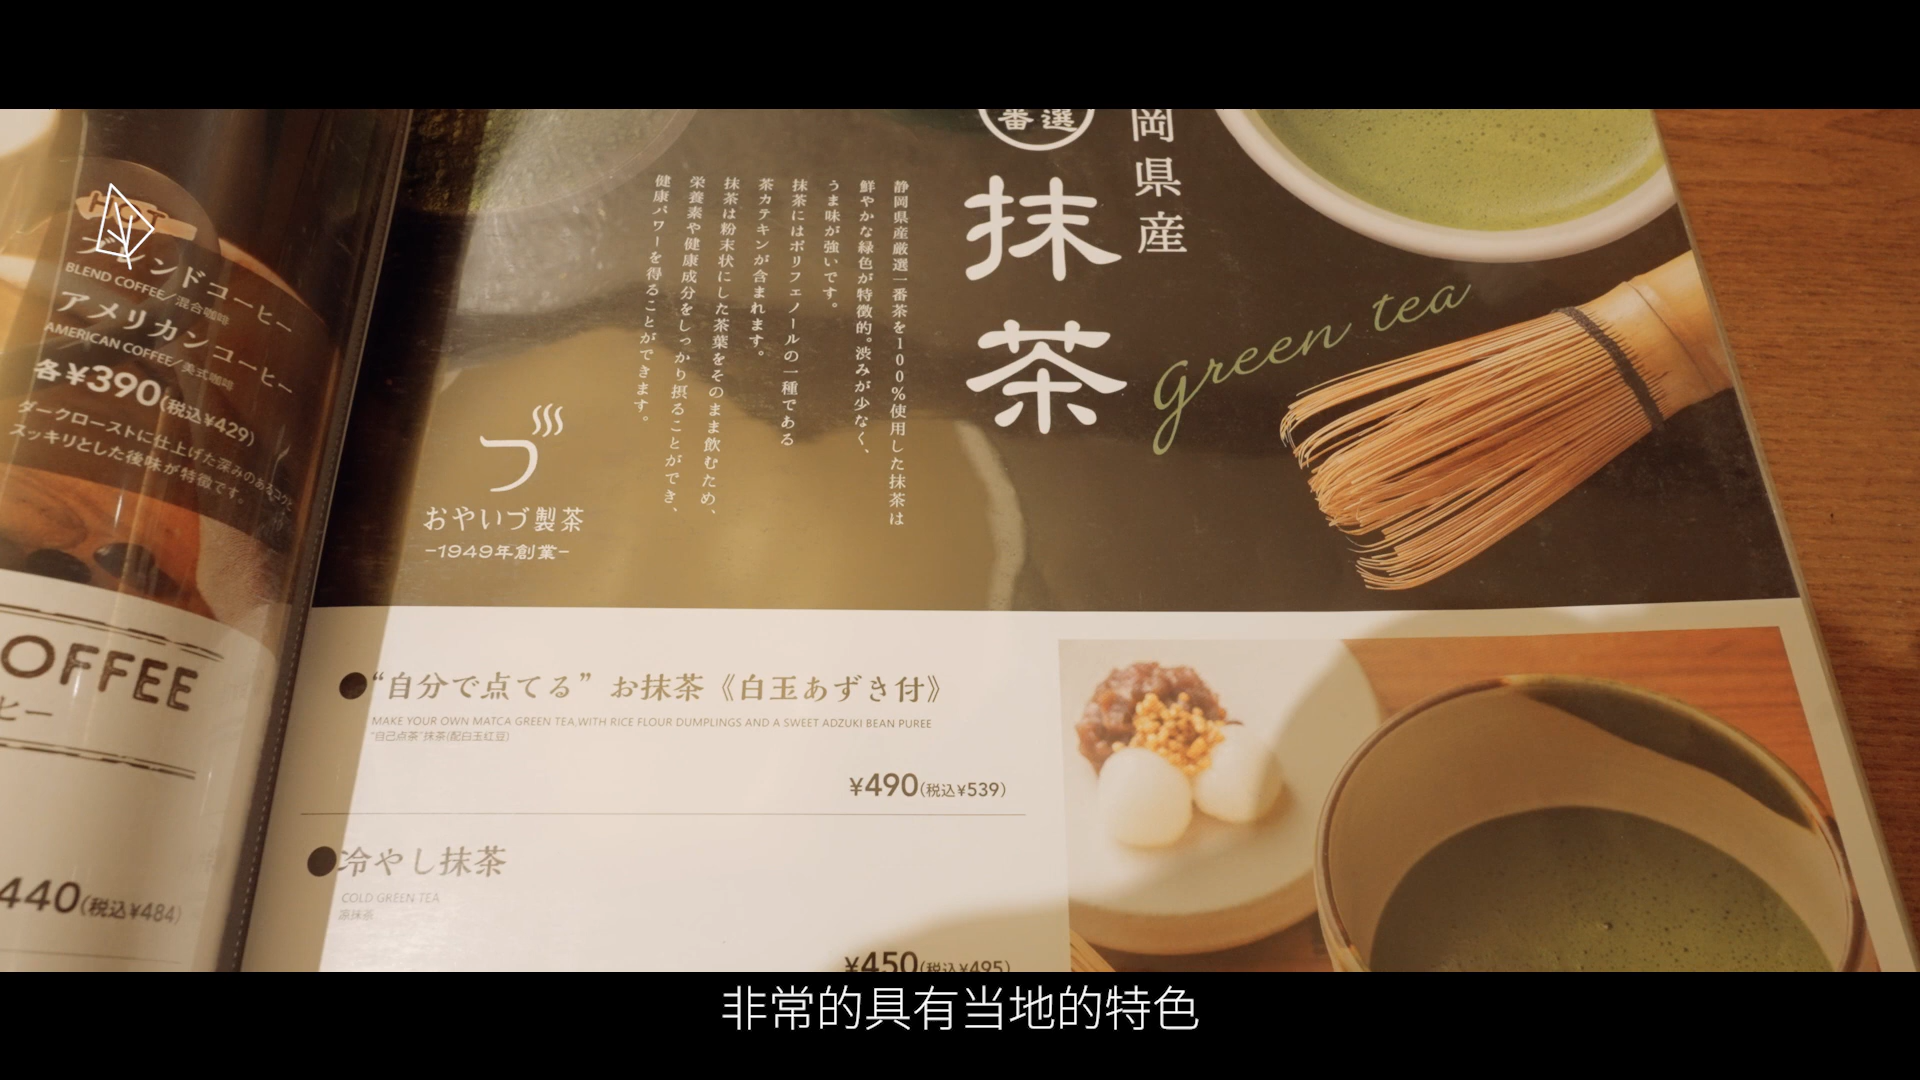 HOT
ブレンドコーヒー
BLEND COFFEE/混合咖啡
アメリカンコーヒー
AMERICAN COFFEE/美式咖啡
各¥390(税込¥429)
ダークローストに仕上げた深みのあるコクと
スッキリとした後味が特徴です。
OFFEE
ヒー
440(税込¥484)
岡県産
番選
抹茶
green tea
静岡県産厳選一番茶を100%使用した抹茶は
鮮やかな緑色が特徴的。渋みが少なく、
うま味が強いです。
抹茶にはポリフェノールの一種である
茶カテキンが含まれます。
抹茶は粉末状にした茶葉をそのまま飲むため、
栄養素や健康成分をしっかり摂ることができ、
健康パワーを得ることができます。
づ
おやいづ製茶
-1949年創業-
●“自分で点てる”お抹茶《白玉あずき付》
MAKE YOUR OWN MATCA GREEN TEA WITH RICE FLOUR DUMPLINGS AND A SWEET ADZUKI BEAN PUREE
“自己点茶”抹茶(配白玉红豆)
¥490(税込¥539)
●冷やし抹茶
COLD GREEN TEA
凉抹茶
¥450(税込¥495)
非常的具有当地的特色